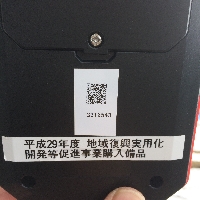 平成29年度 地域復興実用化
開発等促進事業購入備品